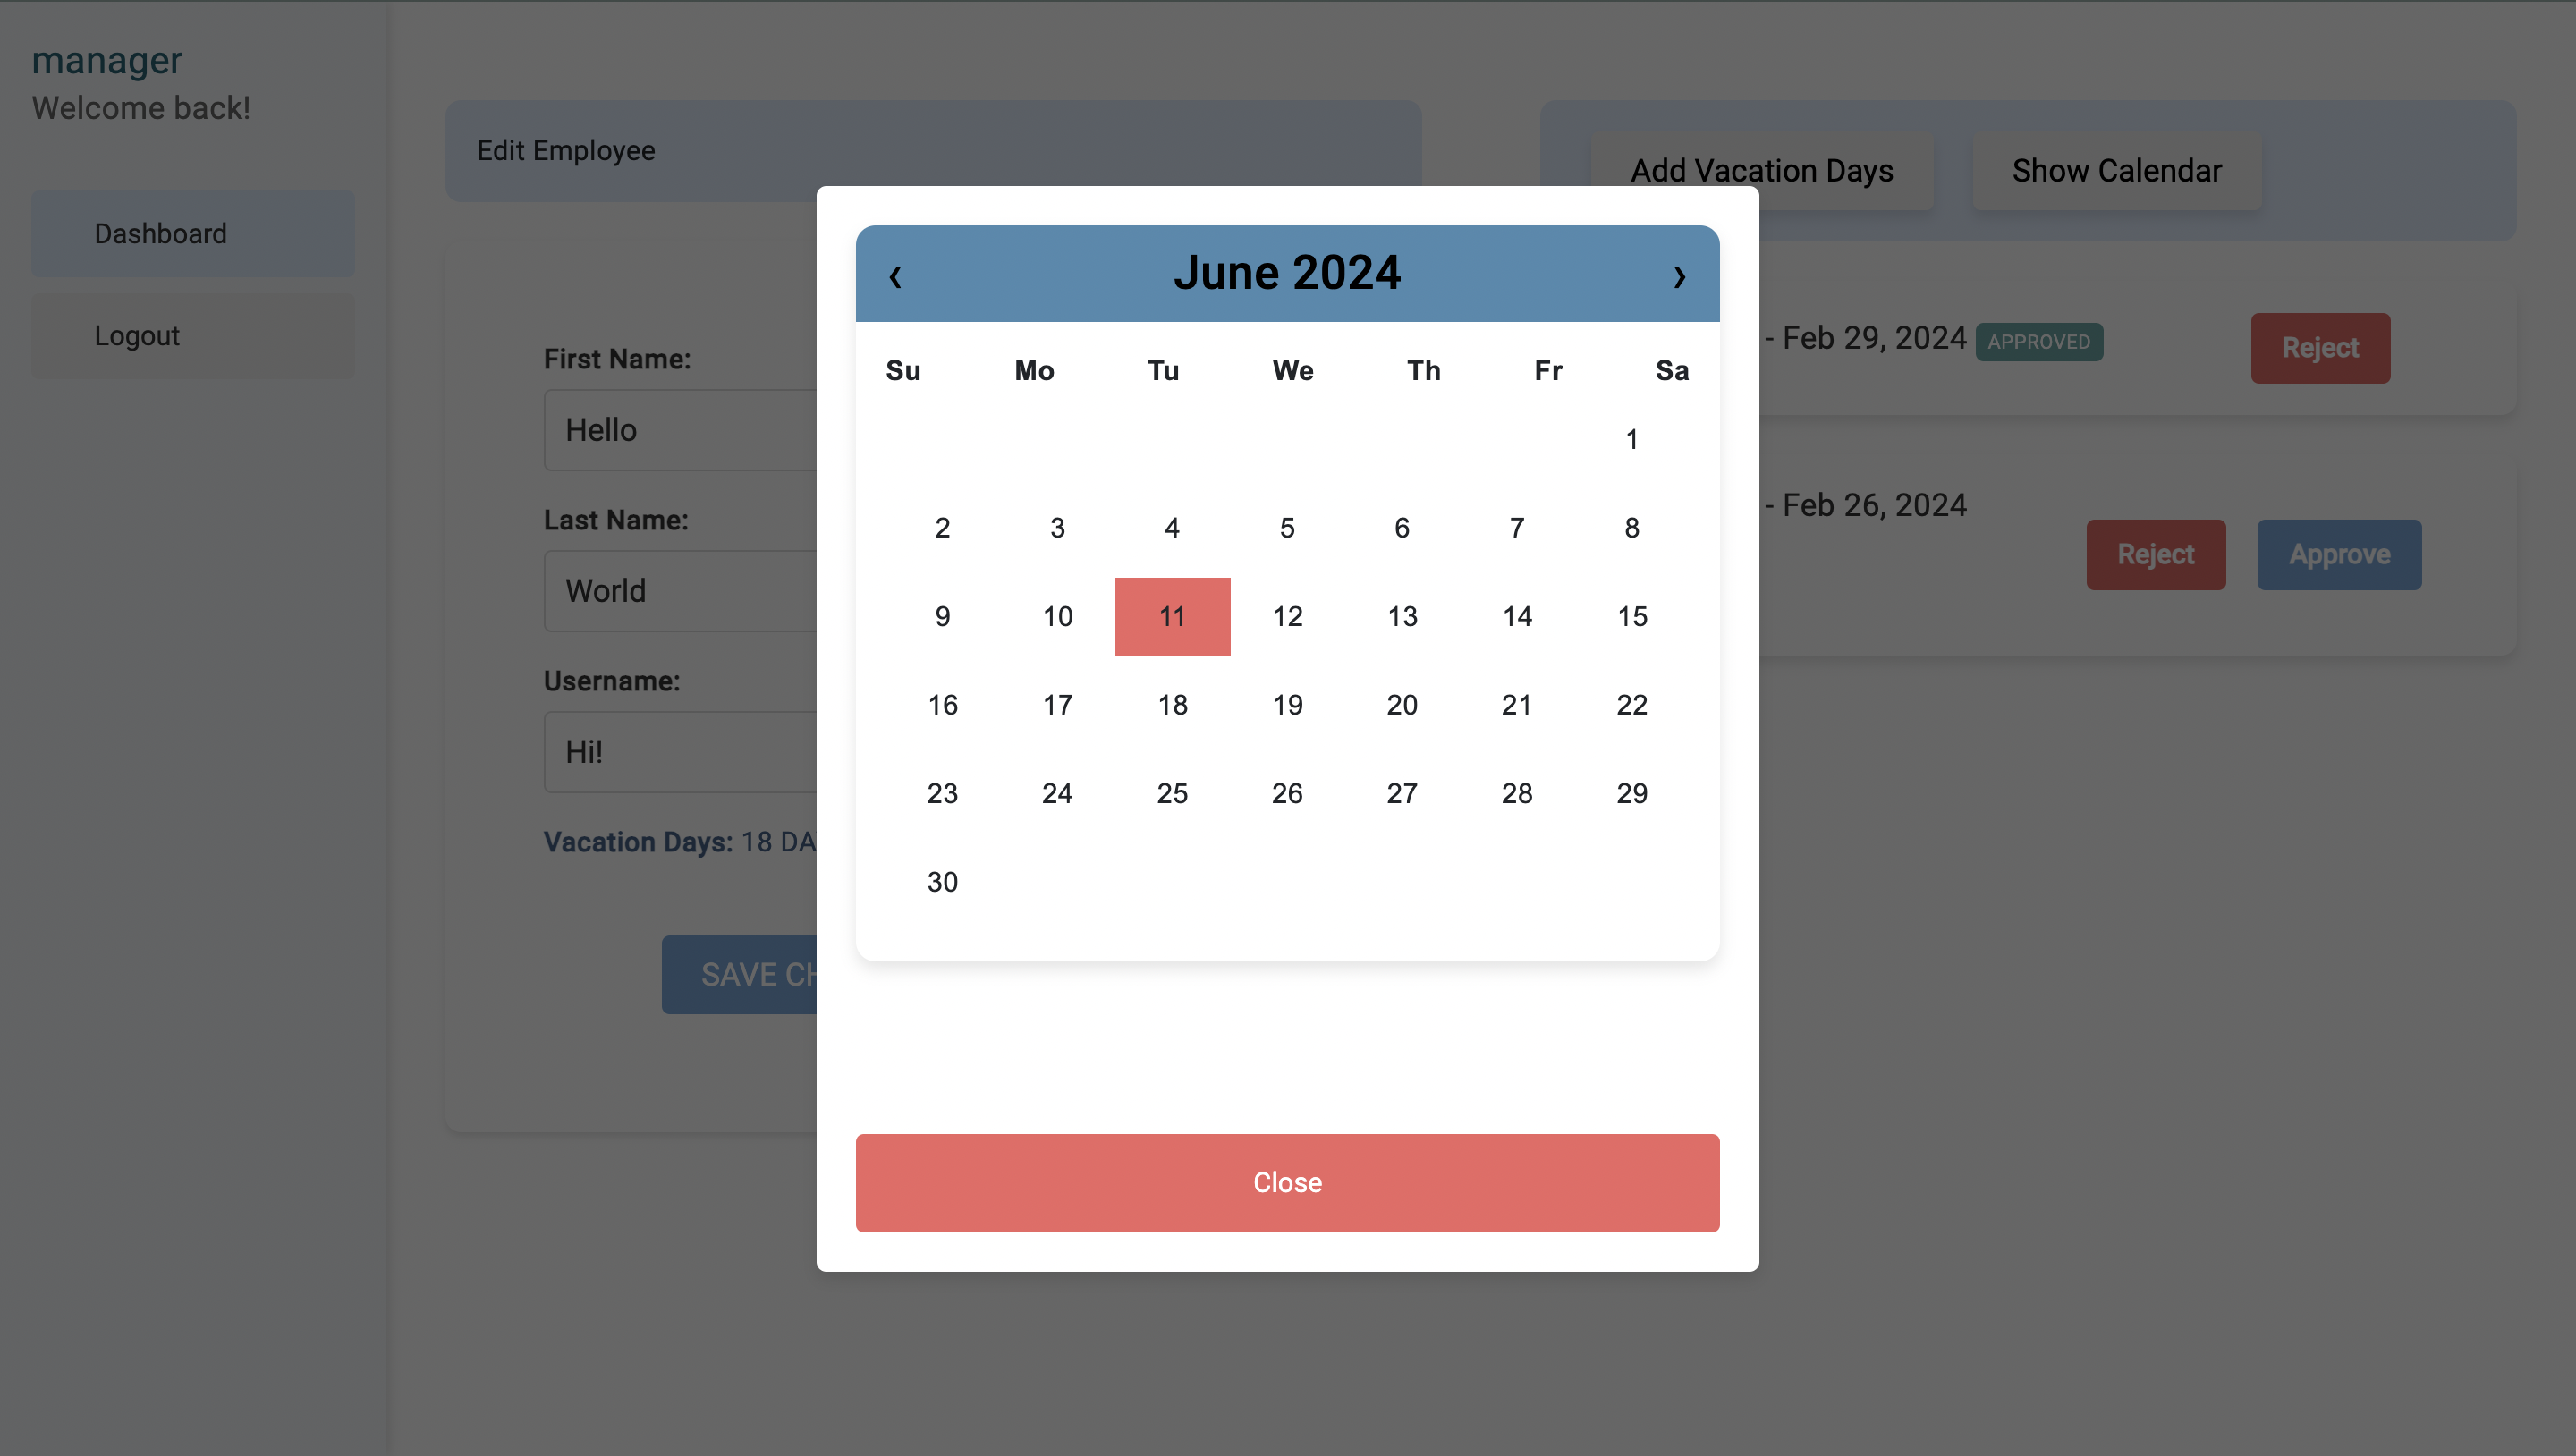 manager
Welcome back!
Dashboard
Logout
Edit Employee
First Name:
Hello
Last Name:
World
Username:
Hi!
Vacation Days: 18 DA
SAVE CH
Add Vacation Days
Show Calendar
- Feb 29, 2024 APPROVED
Reject
- Feb 26, 2024
Reject Approve
‹ June 2024 ›
Su Mo Tu We Th Fr Sa
1
2 3 4 5 6 7 8
9 10 11 12 13 14 15
16 17 18 19 20 21 22
23 24 25 26 27 28 29
30
Close